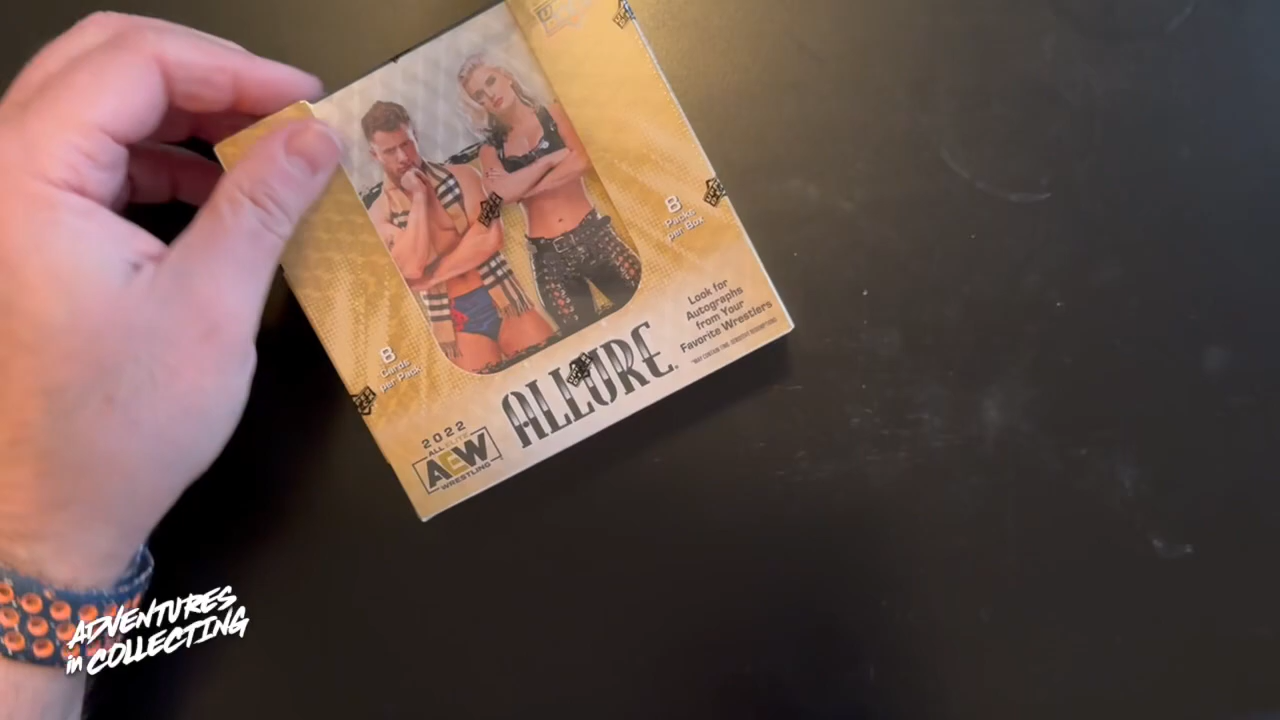 8
Packs
per Box
Look for
Autographs
from Your
Favorite Wrestlers
8
Cards
per Pack
ALLURE
2022
ALL ELITE
AEW
WRESTLING
ADVENTURES
in COLLECTING